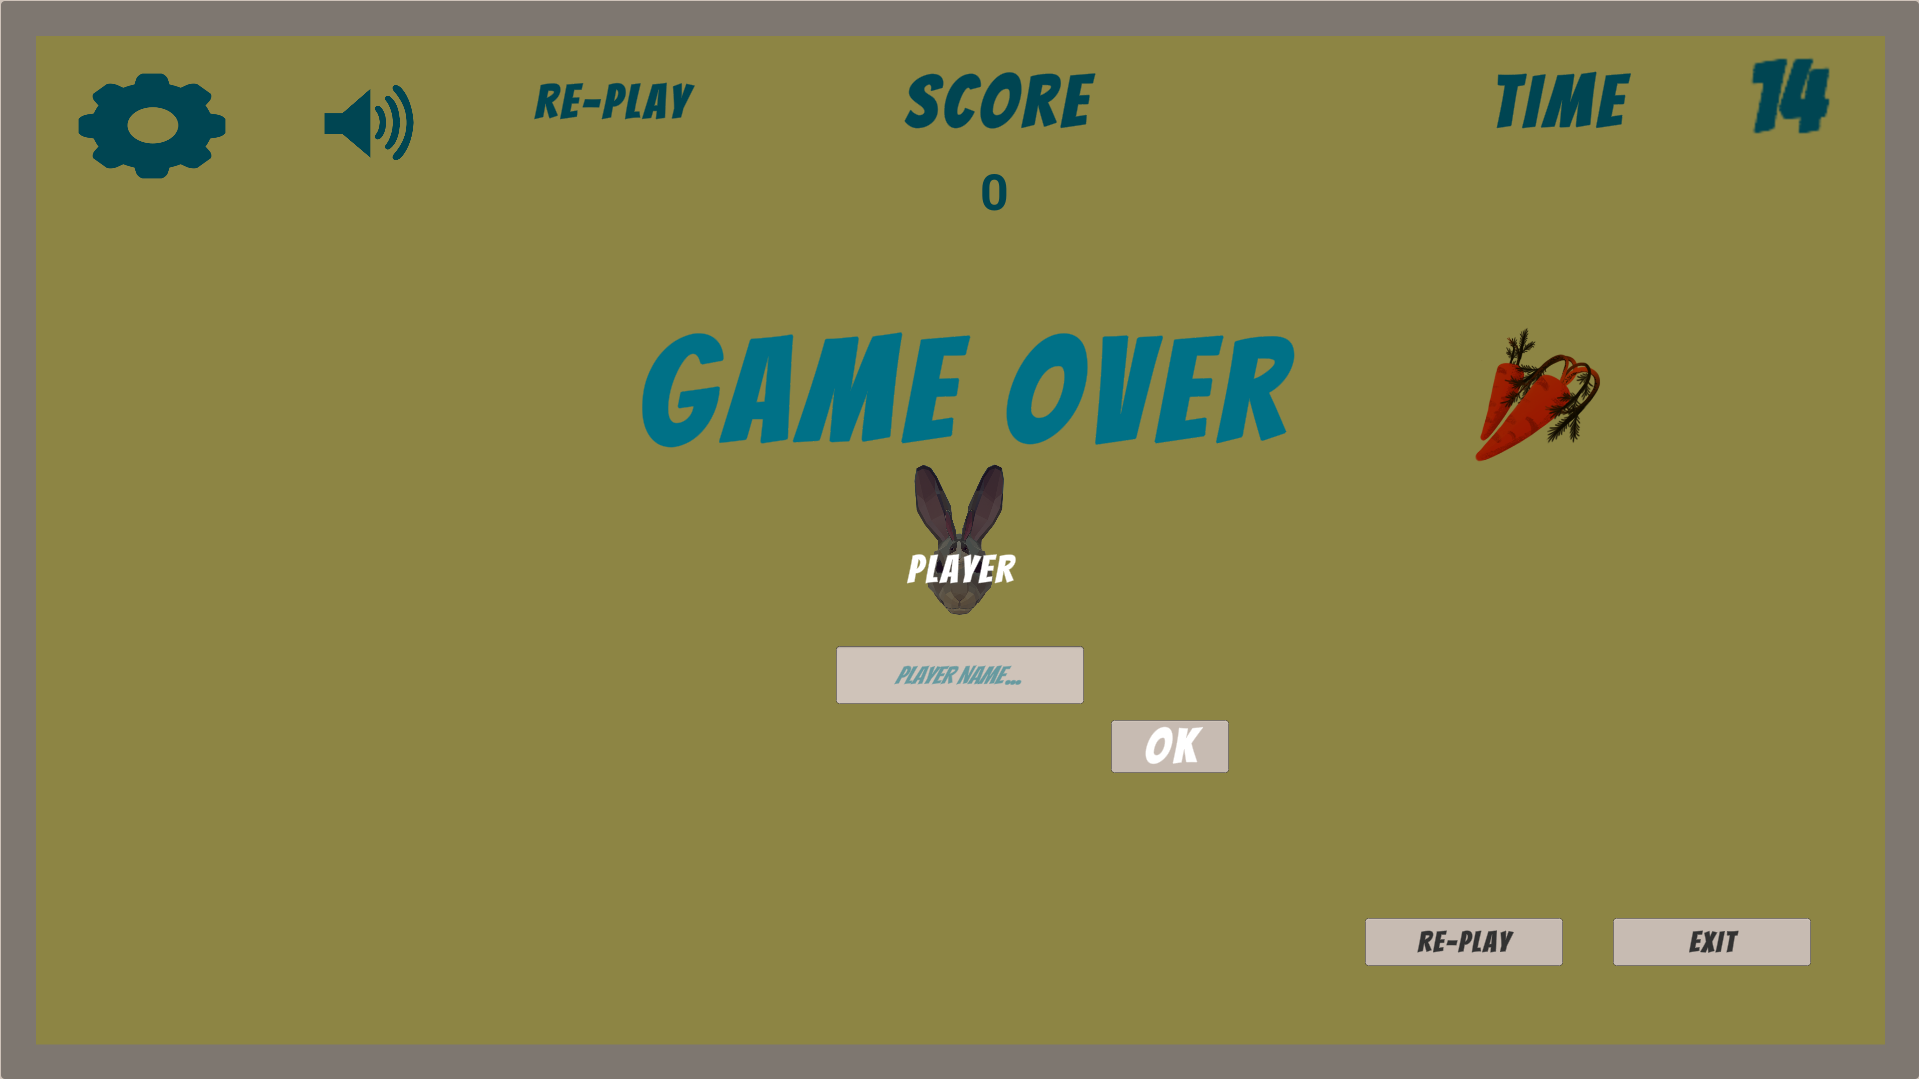 RE-PLAY
SCORE
TIME
14
0
GAME OVER
PLAYER
PLAYER NAME...
OK
RE-PLAY
EXIT